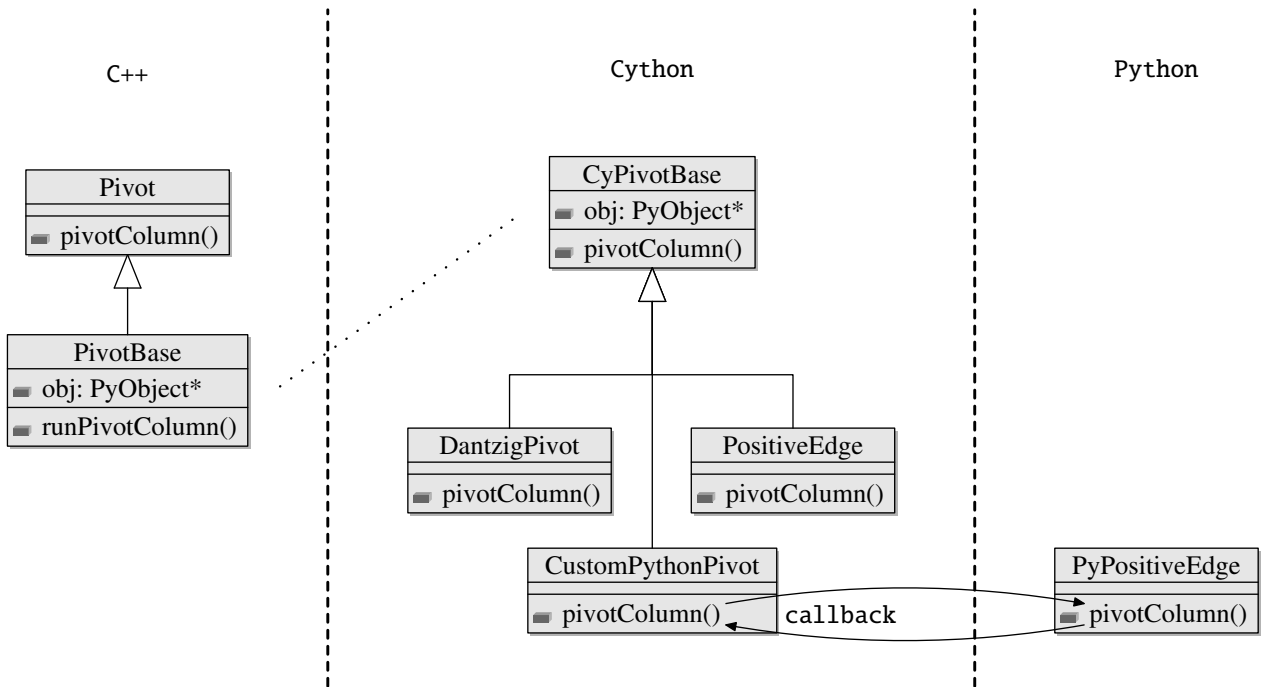 C++
Cython
Python
Pivot
pivotColumn()
PivotBase
obj: PyObject*
runPivotColumn()
CyPivotBase
obj: PyObject*
pivotColumn()
DantzigPivot
pivotColumn()
PositiveEdge
pivotColumn()
CustomPythonPivot
pivotColumn()
callback
PyPositiveEdge
pivotColumn()